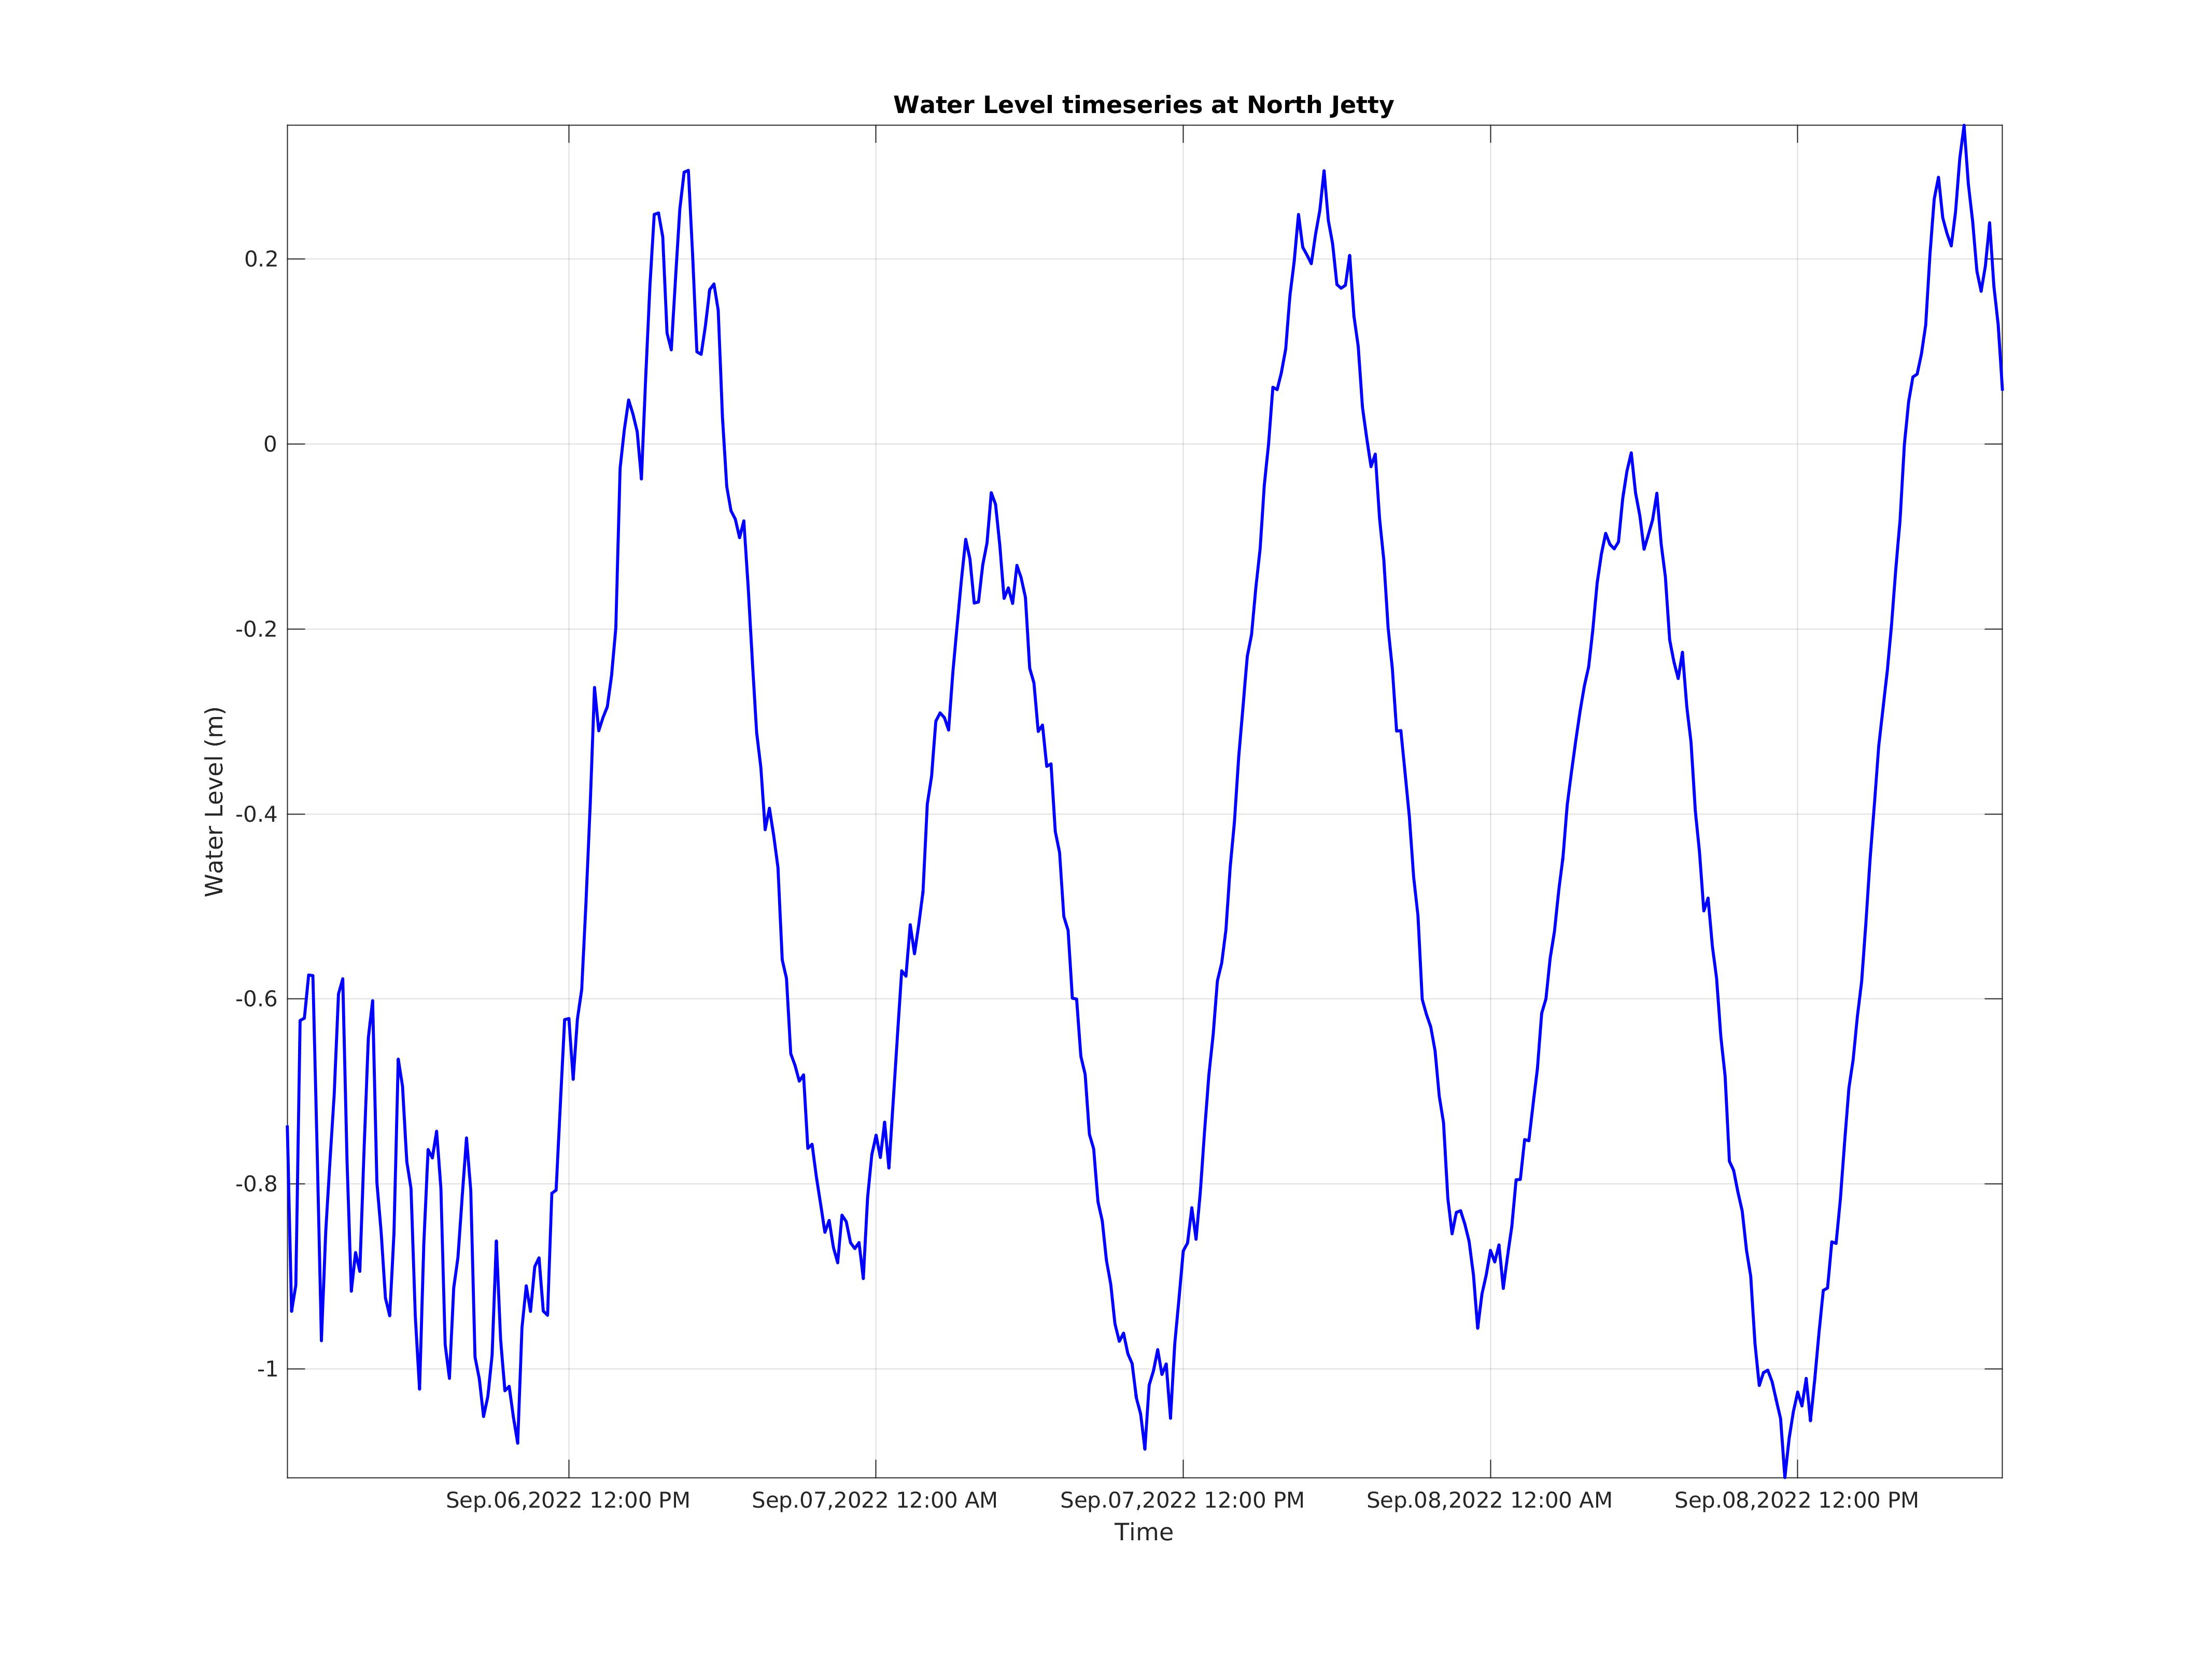 Water Level timeseries at North Jetty
0.2
0
-0.2
-0.4
-0.6
-0.8
-1
Water Level (m)
Sep.06,2022 12:00 PM
Sep.07,2022 12:00 AM
Sep.07,2022 12:00 PM
Sep.08,2022 12:00 AM
Sep.08,2022 12:00 PM
Time